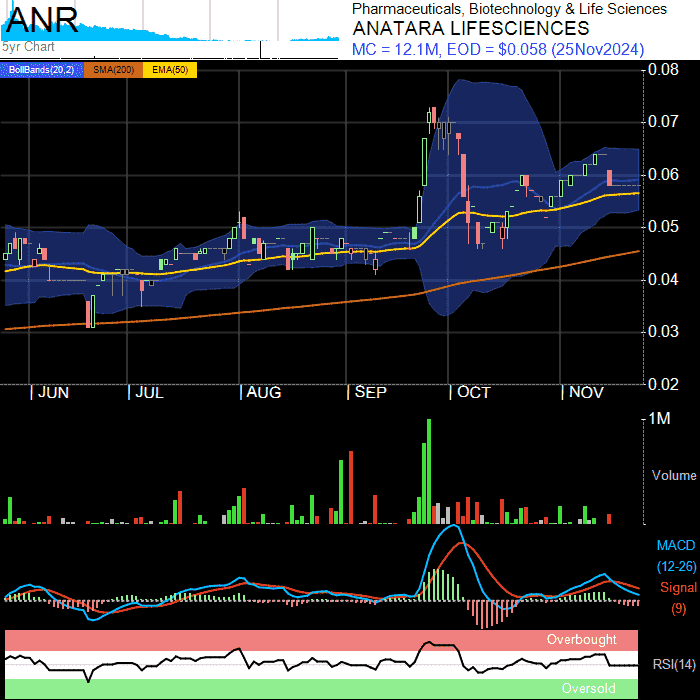 ANR
5yr Chart
Pharmaceuticals, Biotechnology & Life Sciences
ANATARA LIFESCIENCES
MC = 12.1M, EOD = $0.058 (25Nov2024)
BollBands(20,2) SMA(200) EMA(50)
0.08
0.07
0.06
0.05
0.04
0.03
0.02
JUN JUL AUG SEP OCT NOV
1M
Volume
MACD
(12-26)
Signal
(9)
Overbought
RSI(14)
Oversold